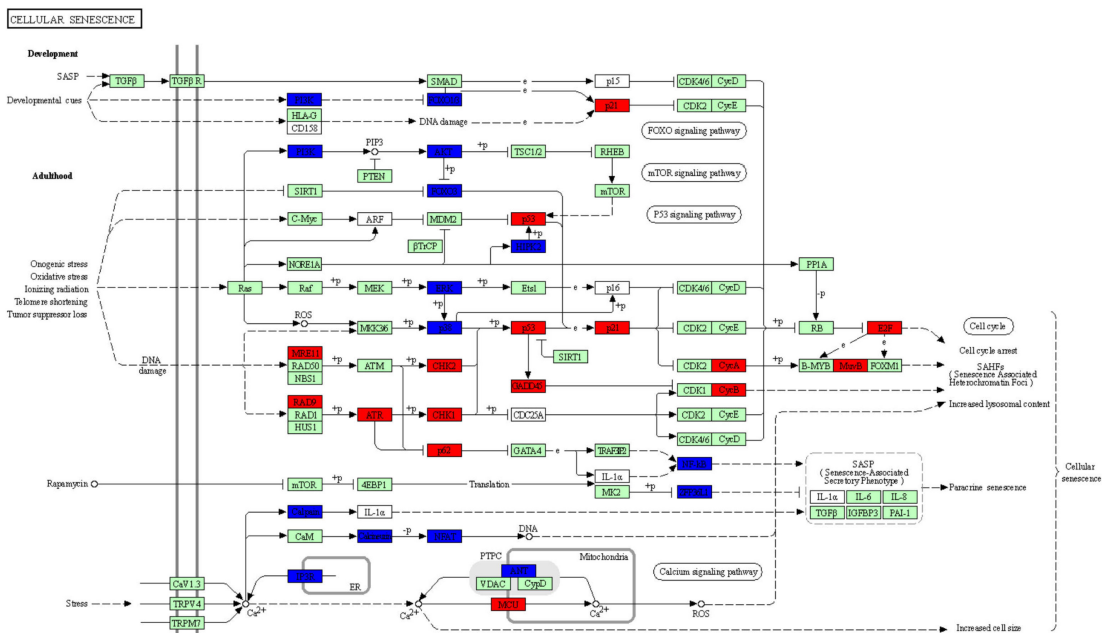 CELLULAR SENESCENCE
Development
SASP
TGFβ
TGFβ R
SMAD
e
p15
CDK4/6 CycD
Developmental cues
e
p21
CDK2 CycE
HLA-G
CD158
DNA damage
e
FOXO signaling pathway
PIP3
AKT
+p
TSC1/2
RHEB
PTEN
+p
mTOR signaling pathway
Adulthood
SIRT1
mTOR
C-Myc
ARF
MDM2
p53
P53 signaling pathway
βTrCP
+p
Onogenic stress
NORE1A
PP1A
Oxidative stress
Ionizing radiation
Ras
Raf
+p
MEK
+p
ERK
+p
Ets1
e
p16
CDK4/6 CycD
-p
Telomere shortening
Tumor suppressor loss
ROS
+p
+p
MKK3/6
+p
p38
+p
p53
e
p21
CDK2 CycE
+p
RB
E2F
Cell cycle
e
e
Cell cycle arrest
DNA
damage
MRE11
RAD50
NBS1
+p
ATM
+p
CHK2
SIRT1
CDK2 CycA
+p
B-MYB MuvB FOXM1
SAHFs
( Senescence Associated
Heterochromatin Foci )
GADD45
CDK1 CycB
Increased lysosomal content
RAD9
RAD1
HUS1
+p
ATR
+p
CHK1
+p
CDC25A
CDK2 CycE
CDK4/6 CycD
p62
GATA4
e
IL-1α
SASP
( Senescence-Associated
Secretory Phenotype )
Cellular
senescence
Rapamycin
mTOR
+p
4EBP1
Translation
MK2
+p
IL-1α IL-6 IL-8
TGFβ IGFBP3 PAI-1
Paracrine senescence
IL-1α
CaM
-p
DNA
PTPC
Mitochondria
ER
VDAC CypD
Calcium signaling pathway
CaV1.3
Stress
TRPV4
Ca2+
Ca2+
MCU
Ca2+
ROS
TRPM7
Increased cell size